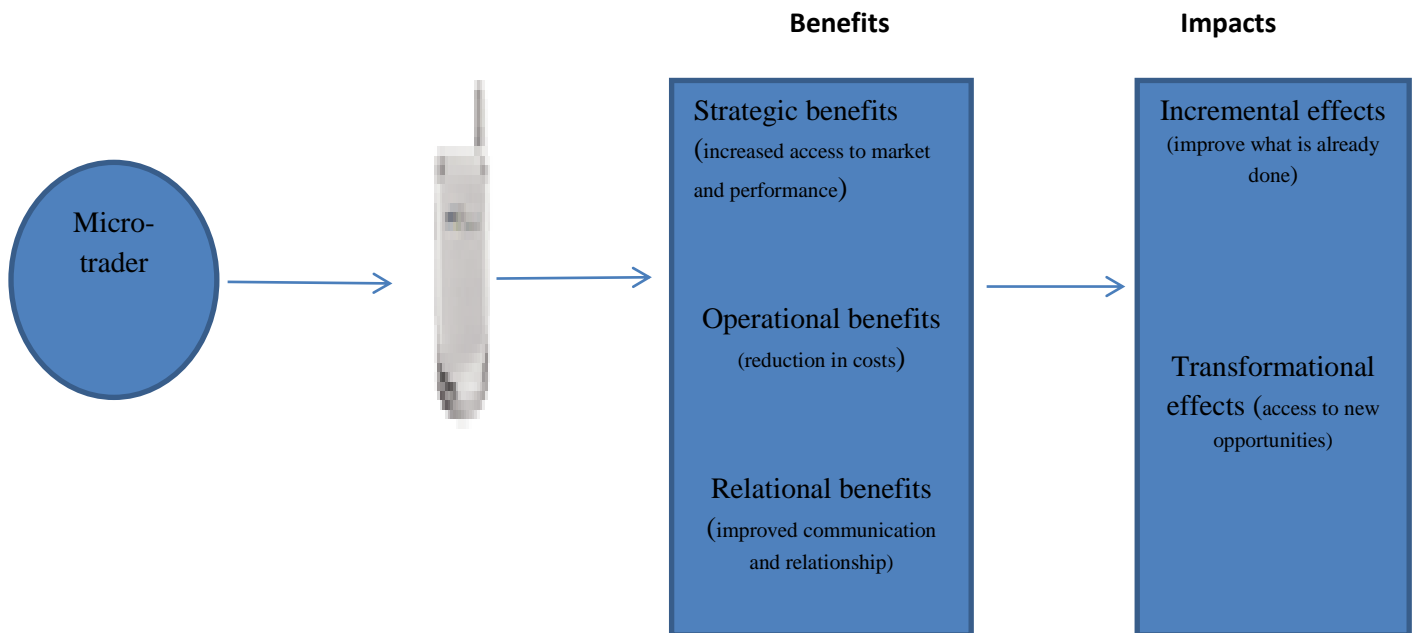 Benefits
Impacts
Micro-
trader
Strategic benefits
(increased access to market
and performance)
Operational benefits
(reduction in costs)
Relational benefits
(improved communication
and relationship)
Incremental effects
(improve what is already
done)
Transformational
effects (access to new
opportunities)